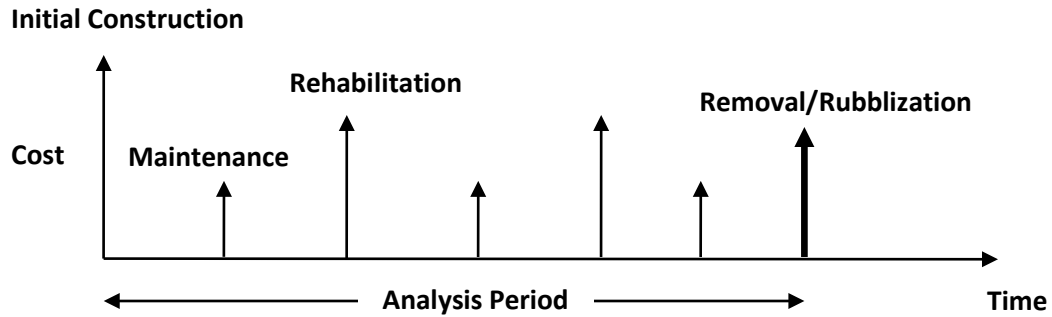 Initial Construction
Rehabilitation
Removal/Rubblization
Cost
Maintenance
Analysis Period
Time